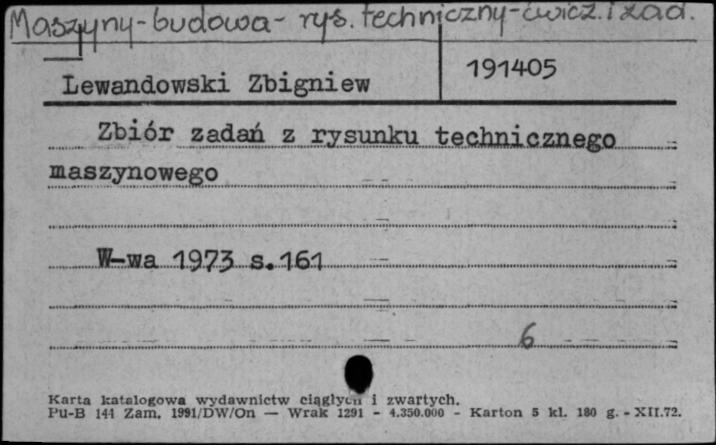 Maszyny-budowa- rys. techniczny-ćwicz. i zad.
Lewandowski Zbigniew
191405
Zbiór zadań z rysunku technicznego
maszynowego
W-wa 1973 s.161
6
Karta katalogowa wydawnictw ciągłych i zwartych.
Pu-B 144 Zam. 1991/DW/On — Wrak 1291 - 4.350.000 - Karton 5 kl. 180 g. - XII.72.